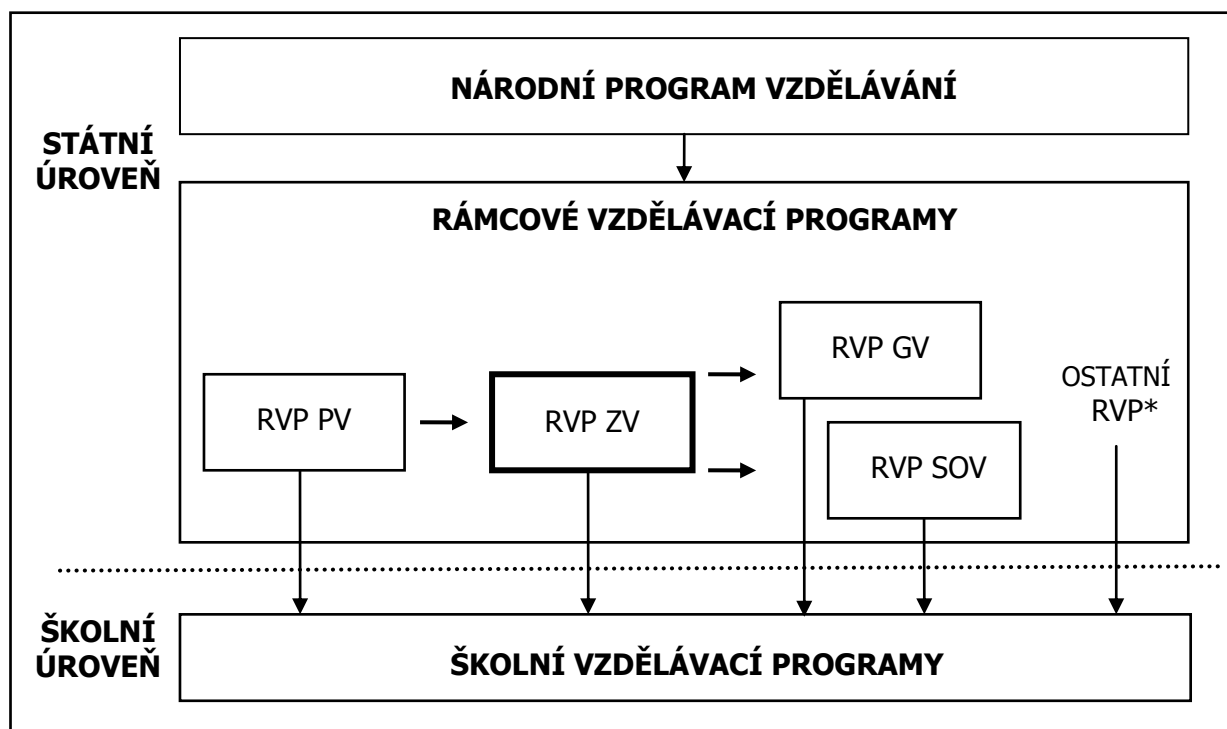 NÁRODNÍ PROGRAM VZDĚLÁVÁNÍ
STÁTNÍ
ÚROVEŇ
RÁMCOVÉ VZDĚLÁVACÍ PROGRAMY
RVP PV
RVP ZV
RVP GV
RVP SOV
OSTATNÍ
RVP*
ŠKOLNÍ
ÚROVEŇ
ŠKOLNÍ VZDĚLÁVACÍ PROGRAMY